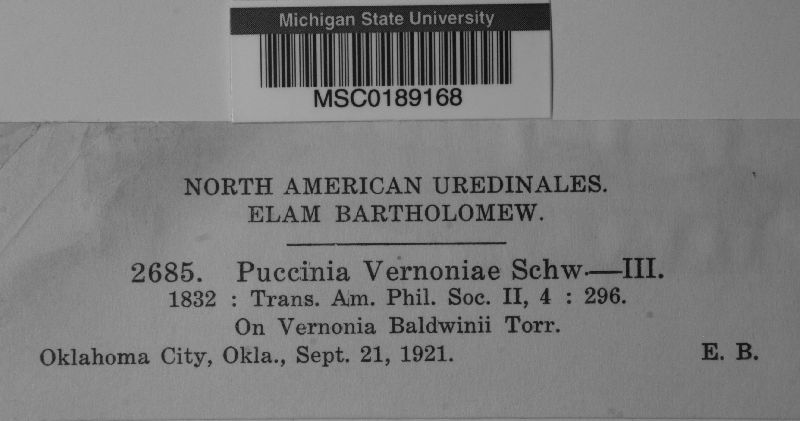 Michigan State University
MSC0189168
NORTH AMERICAN UREDINALES.
ELAM BARTHOLOMEW.
2685. Puccinia Vernoniae Schw.—III.
1832 : Trans. Am. Phil. Soc. II, 4 : 296.
On Vernonia Baldwinii Torr.
Oklahoma City, Okla., Sept. 21, 1921. E. B.